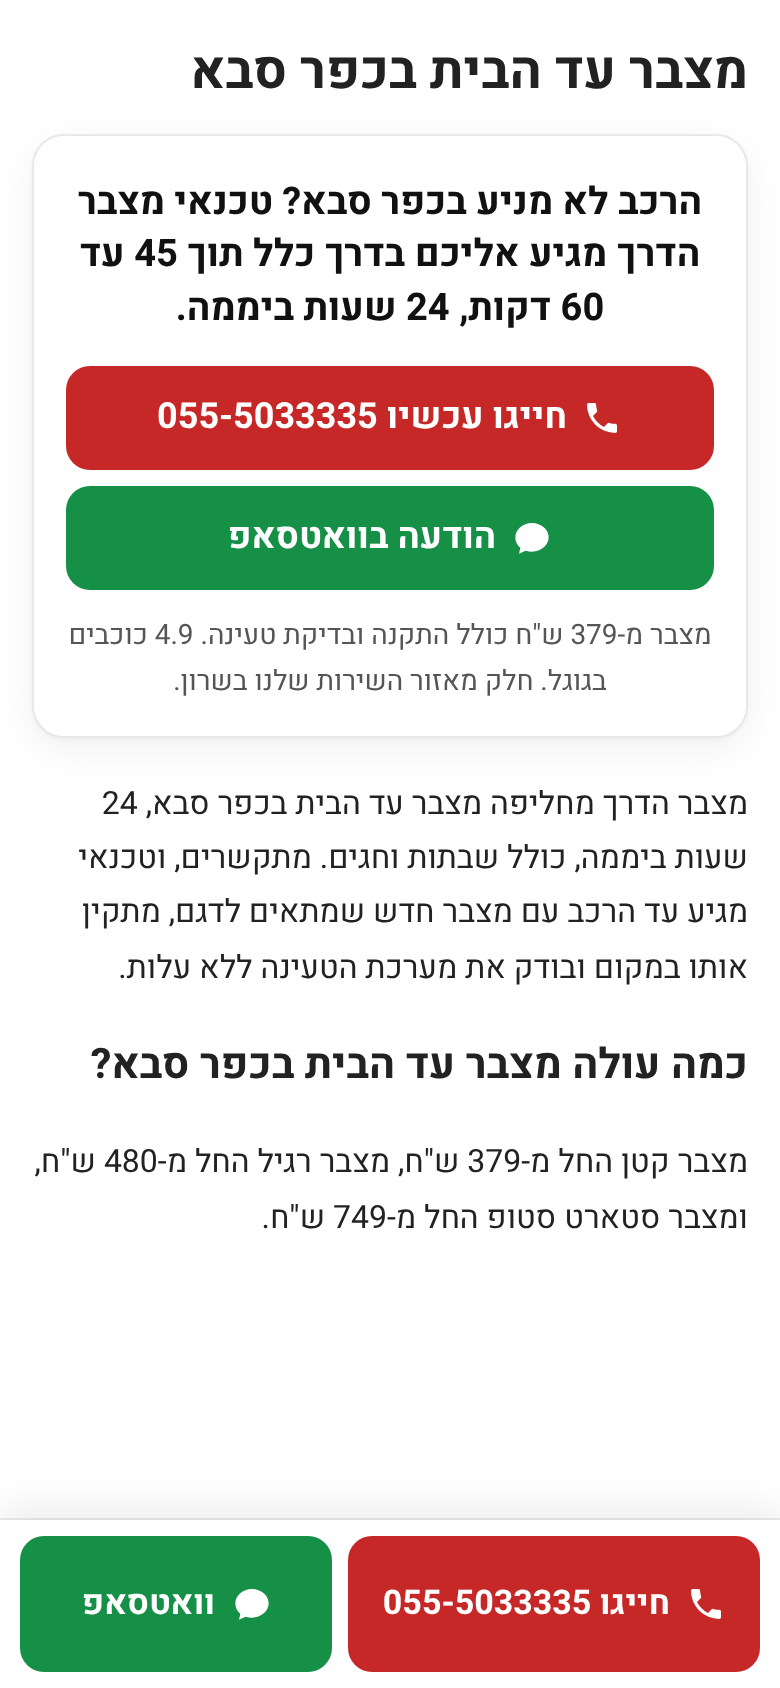 מצבר עד הבית בכפר סבא
הרכב לא מניע בכפר סבא? טכנאי מצבר
הדרך מגיע אליכם בדרך כלל תוך 45 עד
60 דקות, 24 שעות ביממה.
חייגו עכשיו 055-5033335
הודעה בוואטסאפ
מצבר מ-379 ש"ח כולל התקנה ובדיקת טעינה. 4.9 כוכבים
בגוגל. חלק מאזור השירות שלנו בשרון.
מצבר הדרך מחליפה מצבר עד הבית בכפר סבא, 24
שעות ביממה, כולל שבתות וחגים. מתקשרים, וטכנאי
מגיע עד הרכב עם מצבר חדש שמתאים לדגם, מתקין
אותו במקום ובודק את מערכת הטעינה ללא עלות.
כמה עולה מצבר עד הבית בכפר סבא?
מצבר קטן החל מ-379 ש"ח, מצבר רגיל החל מ-480 ש"ח,
ומצבר סטארט סטופ החל מ-749 ש"ח.
חייגו 055-5033335
וואטסאפ